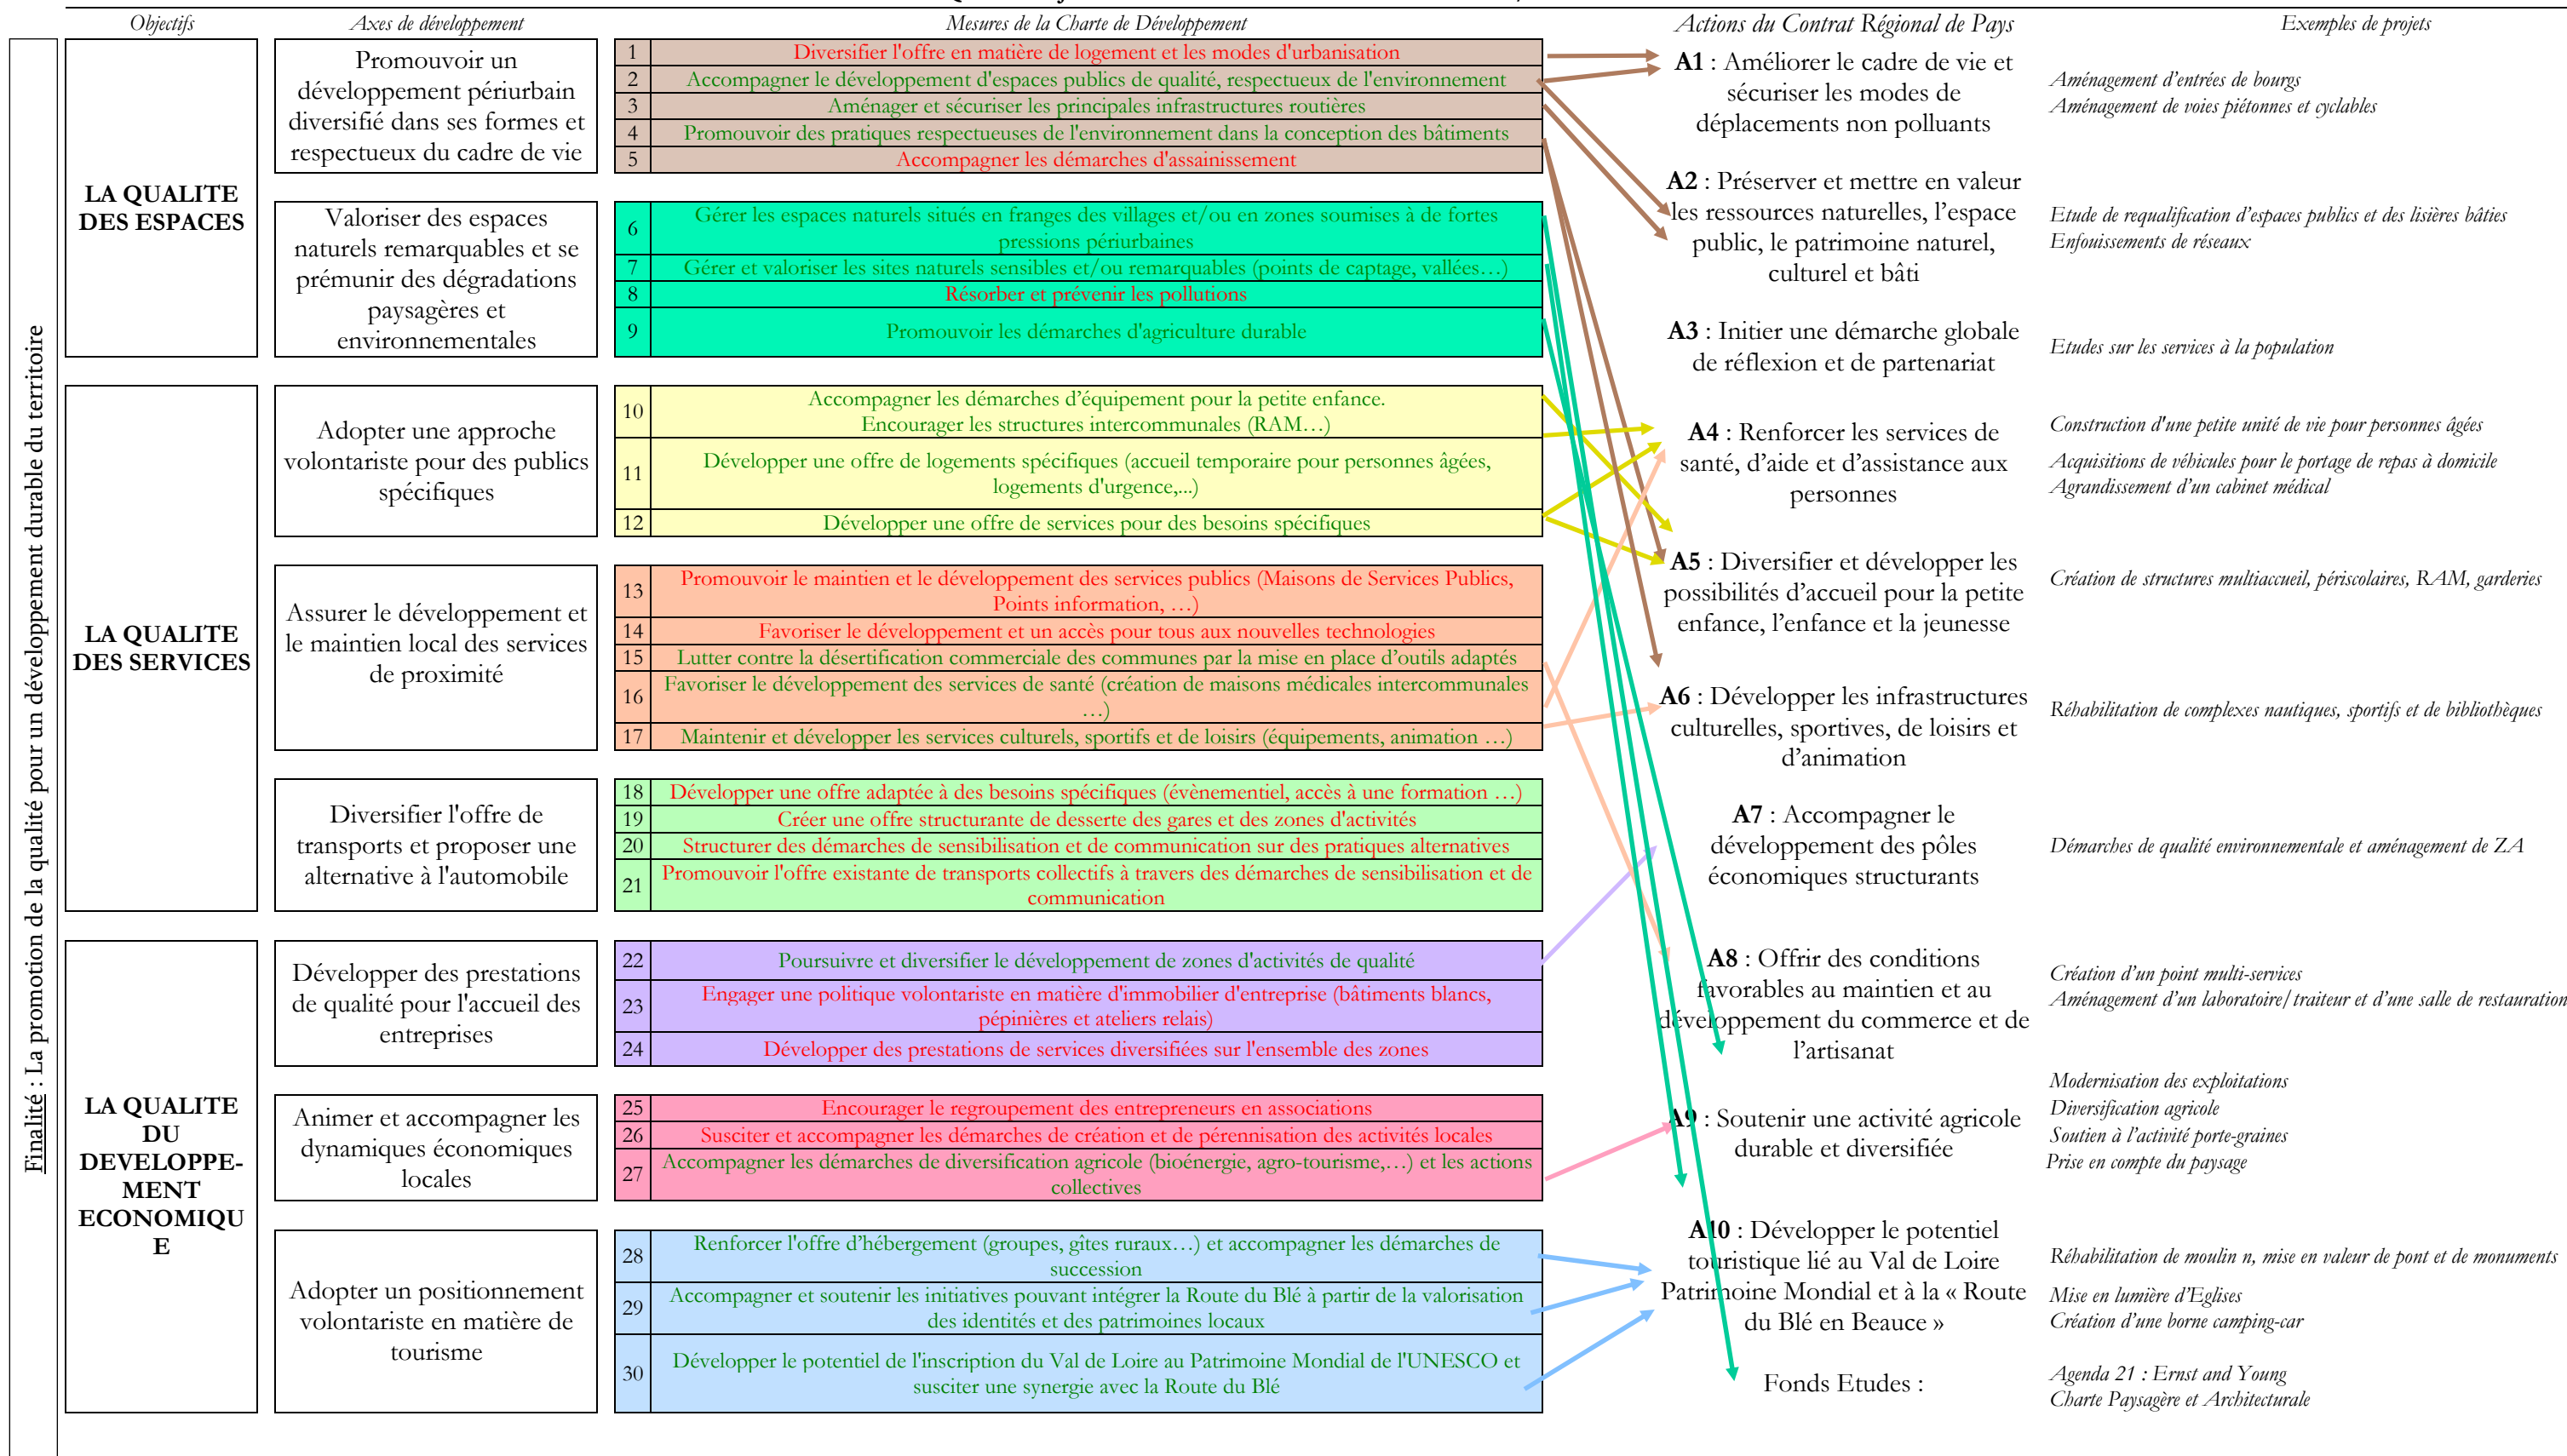 Objectifs
Axes de développement
Mesures de la Charte de Développement
Actions du Contrat Régional de Pays
Exemples de projets
Finalité : La promotion de la qualité pour un développement durable du territoire
LA QUALITE
DES ESPACES
Promouvoir un
développement périurbain
diversifié dans ses formes et
respectueux du cadre de vie
1 Diversifier l'offre en matière de logement et les modes d'urbanisation
2 Accompagner le développement d'espaces publics de qualité, respectueux de l'environnement
3 Aménager et sécuriser les principales infrastructures routières
4 Promouvoir des pratiques respectueuses de l'environnement dans la conception des bâtiments
5 Accompagner les démarches d'assainissement
Valoriser des espaces
naturels remarquables et se
prémunir des dégradations
paysagères et
environnementales
6 Gérer les espaces naturels situés en franges des villages et/ou en zones soumises à de fortes
pressions périurbaines
7 Gérer et valoriser les sites naturels sensibles et/ou remarquables (points de captage, vallées…)
8 Résorber et prévenir les pollutions
9 Promouvoir les démarches d'agriculture durable
LA QUALITE
DES SERVICES
Adopter une approche
volontariste pour des publics
spécifiques
10 Accompagner les démarches d’équipement pour la petite enfance.
Encourager les structures intercommunales (RAM…)
11 Développer une offre de logements spécifiques (accueil temporaire pour personnes âgées,
logements d'urgence,...)
12 Développer une offre de services pour des besoins spécifiques
Assurer le développement et
le maintien local des services
de proximité
13 Promouvoir le maintien et le développement des services publics (Maisons de Services Publics,
Points information, …)
14 Favoriser le développement et un accès pour tous aux nouvelles technologies
15 Lutter contre la désertification commerciale des communes par la mise en place d’outils adaptés
16 Favoriser le développement des services de santé (création de maisons médicales intercommunales
…)
17 Maintenir et développer les services culturels, sportifs et de loisirs (équipements, animation …)
Diversifier l'offre de
transports et proposer une
alternative à l'automobile
18 Développer une offre adaptée à des besoins spécifiques (évènementiel, accès à une formation …)
19 Créer une offre structurante de desserte des gares et des zones d'activités
20 Structurer des démarches de sensibilisation et de communication sur des pratiques alternatives
21 Promouvoir l'offre existante de transports collectifs à travers des démarches de sensibilisation et de
communication
LA QUALITE
DU
DEVELOPPE-
MENT
ECONOMIQU
E
Développer des prestations
de qualité pour l'accueil des
entreprises
22 Poursuivre et diversifier le développement de zones d'activités de qualité
23 Engager une politique volontariste en matière d'immobilier d'entreprise (bâtiments blancs,
pépinières et ateliers relais)
24 Développer des prestations de services diversifiées sur l'ensemble des zones
Animer et accompagner les
dynamiques économiques
locales
25 Encourager le regroupement des entrepreneurs en associations
26 Susciter et accompagner les démarches de création et de pérennisation des activités locales
27 Accompagner les démarches de diversification agricole (bioénergie, agro-tourisme,…) et les actions
collectives
Adopter un positionnement
volontariste en matière de
tourisme
28 Renforcer l'offre d’hébergement (groupes, gîtes ruraux…) et accompagner les démarches de
succession
29 Accompagner et soutenir les initiatives pouvant intégrer la Route du Blé à partir de la valorisation
des identités et des patrimoines locaux
30 Développer le potentiel de l'inscription du Val de Loire au Patrimoine Mondial de l'UNESCO et
susciter une synergie avec la Route du Blé
A1 : Améliorer le cadre de vie et
sécuriser les modes de
déplacements non polluants
Aménagement d’entrées de bourgs
Aménagement de voies piétonnes et cyclables
A2 : Préserver et mettre en valeur
les ressources naturelles, l’espace
public, le patrimoine naturel,
culturel et bâti
Etude de requalification d’espaces publics et des lisières bâties
Enfouissements de réseaux
A3 : Initier une démarche globale
de réflexion et de partenariat
Etudes sur les services à la population
A4 : Renforcer les services de
santé, d’aide et d’assistance aux
personnes
Construction d'une petite unité de vie pour personnes âgées
Acquisitions de véhicules pour le portage de repas à domicile
Agrandissement d’un cabinet médical
A5 : Diversifier et développer les
possibilités d’accueil pour la petite
enfance, l’enfance et la jeunesse
Création de structures multiaccueil, périscolaires, RAM, garderies
A6 : Développer les infrastructures
culturelles, sportives, de loisirs et
d’animation
Réhabilitation de complexes nautiques, sportifs et de bibliothèques
A7 : Accompagner le
développement des pôles
économiques structurants
Démarches de qualité environnementale et aménagement de ZA
A8 : Offrir des conditions
favorables au maintien et au
développement du commerce et de
l’artisanat
Création d’un point multi-services
Aménagement d’un laboratoire/traiteur et d’une salle de restauration
A9 : Soutenir une activité agricole
durable et diversifiée
Modernisation des exploitations
Diversification agricole
Soutien à l’activité porte-graines
Prise en compte du paysage
A10 : Développer le potentiel
touristique lié au Val de Loire
Patrimoine Mondial et à la « Route
du Blé en Beauce »
Réhabilitation de moulin n, mise en valeur de pont et de monuments
Mise en lumière d’Eglises
Création d’une borne camping-car
Fonds Etudes :
Agenda 21 : Ernst and Young
Charte Paysagère et Architecturale